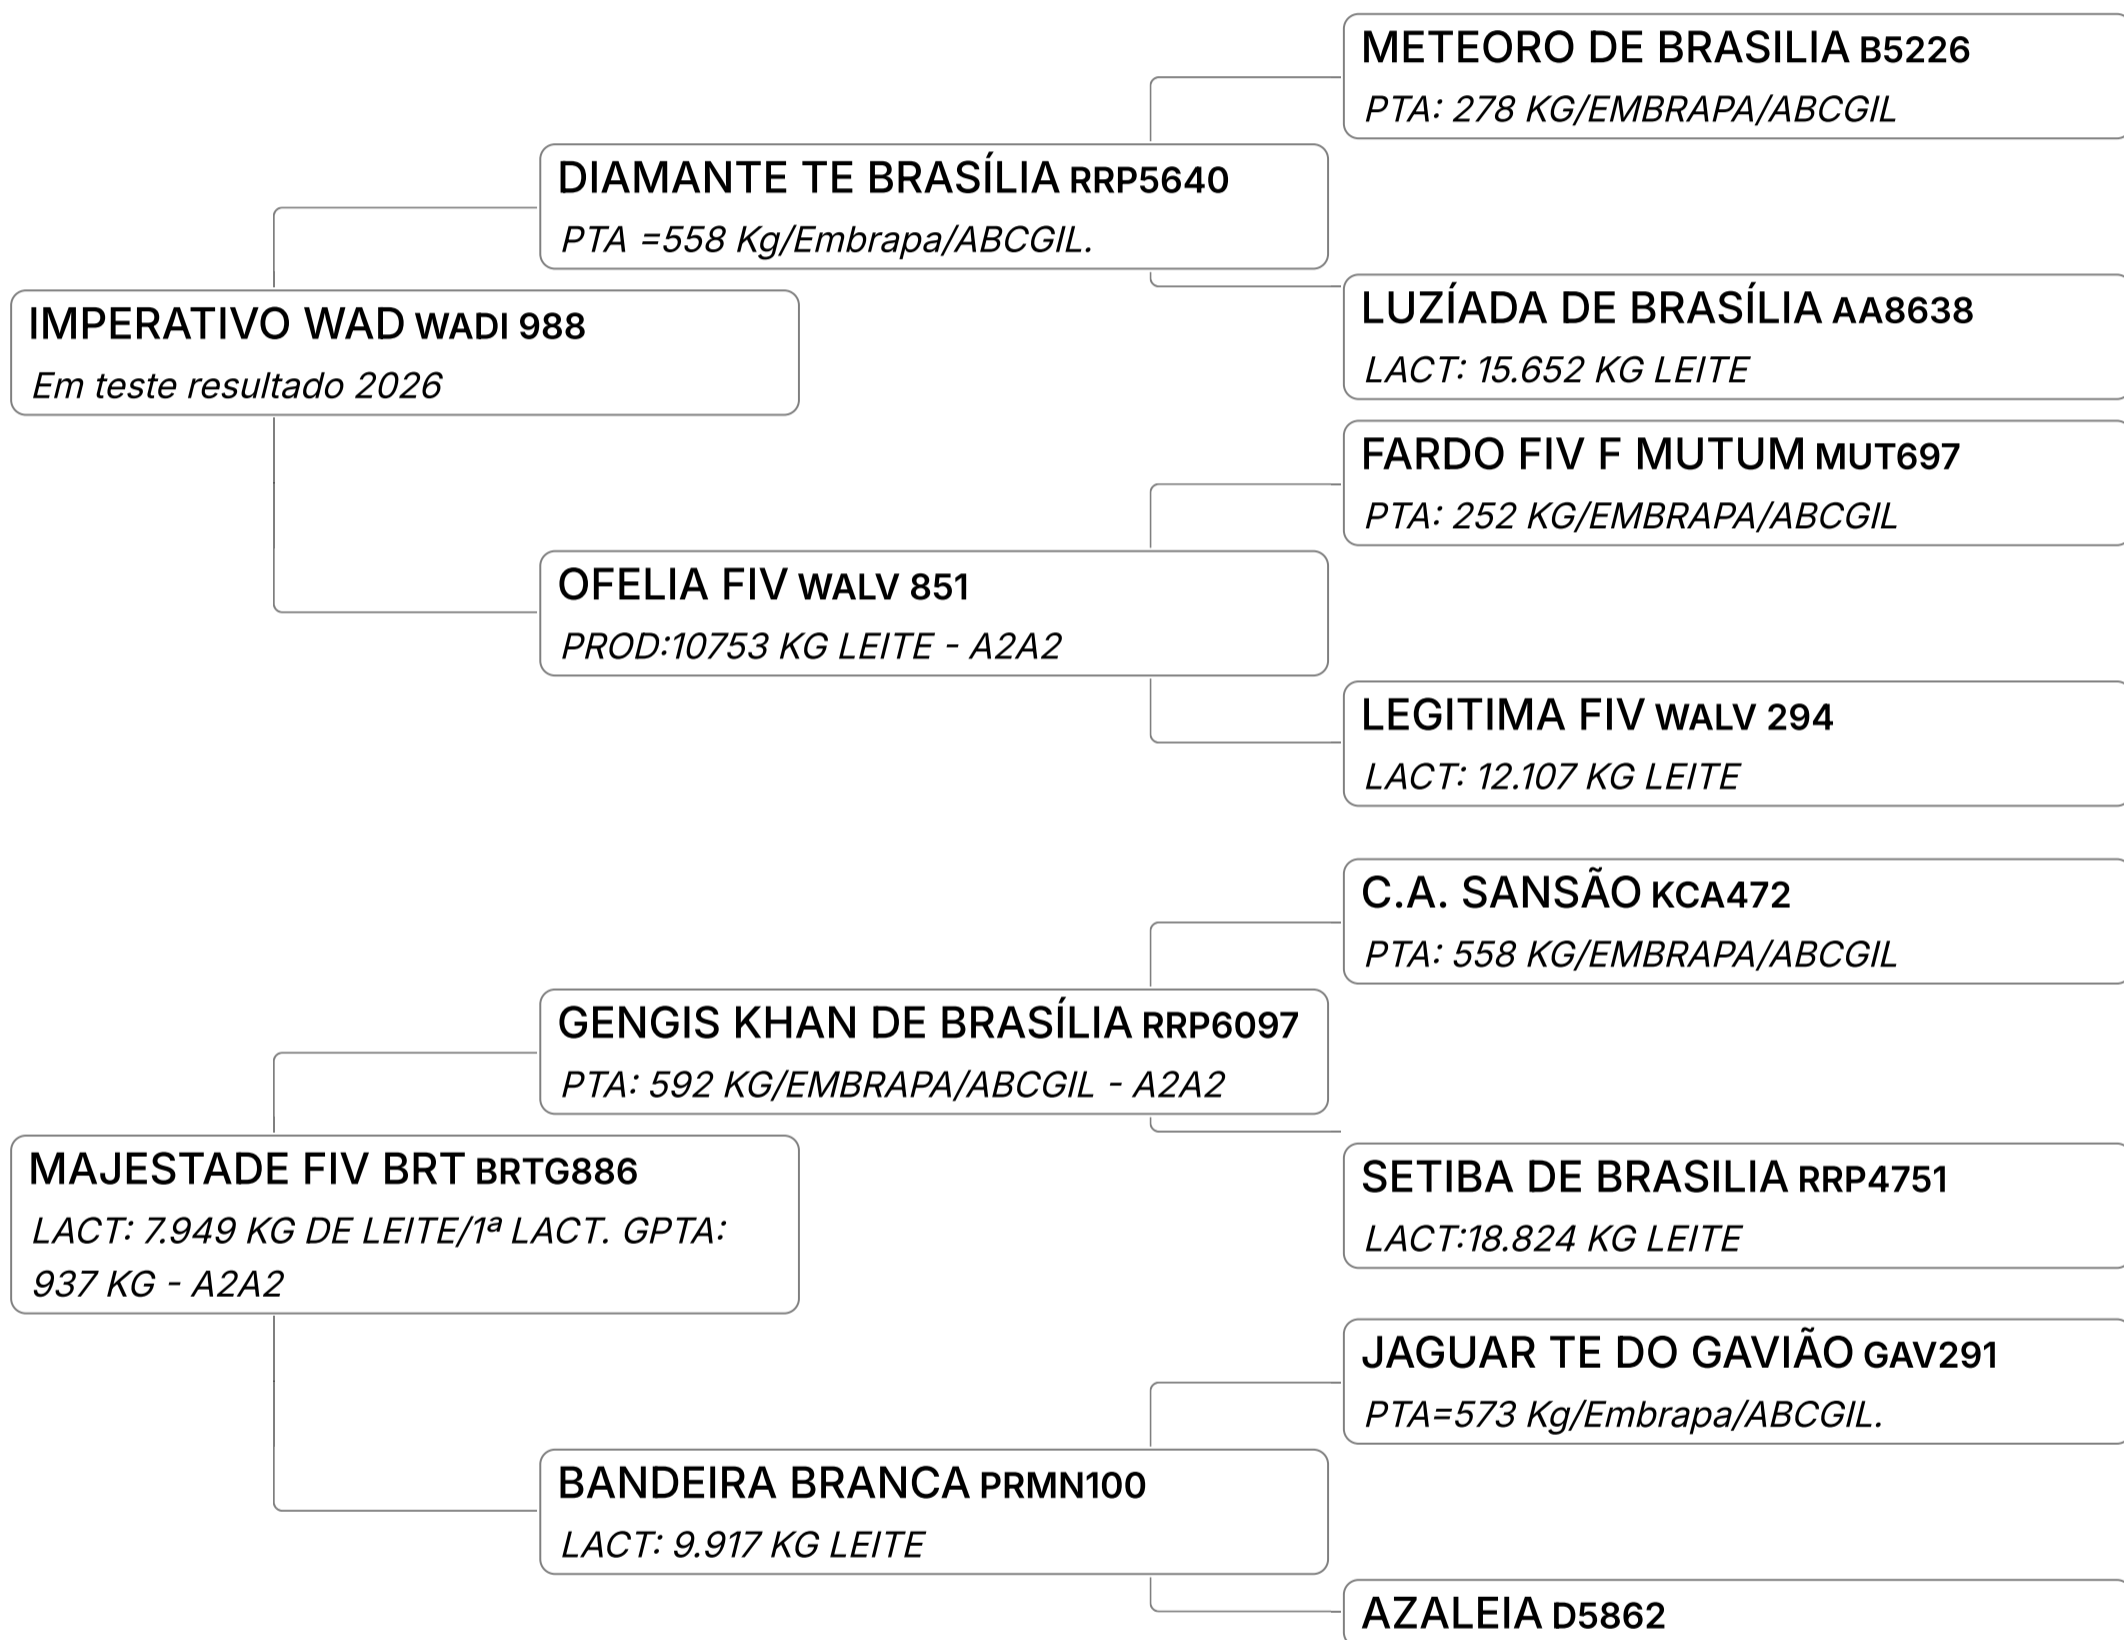 METEORO DE BRASILIA B5226
PTA: 278 KG/EMBRAPA/ABCGIL
DIAMANTE TE BRASÍLIA RRP5640
PTA =558 Kg/Embrapa/ABCGIL.
LUZÍADA DE BRASÍLIA AA8638
LACT: 15.652 KG LEITE
IMPERATIVO WAD WADI 988
Em teste resultado 2026
FARDO FIV F MUTUM MUT697
PTA: 252 KG/EMBRAPA/ABCGIL
OFELIA FIV WALV 851
PROD:10753 KG LEITE - A2A2
LEGITIMA FIV WALV 294
LACT: 12.107 KG LEITE
C.A. SANSÃO KCA472
PTA: 558 KG/EMBRAPA/ABCGIL
GENGIS KHAN DE BRASÍLIA RRP6097
PTA: 592 KG/EMBRAPA/ABCGIL - A2A2
SETIBA DE BRASILIA RRP4751
LACT:18.824 KG LEITE
MAJESTADE FIV BRT BRTG886
LACT: 7.949 KG DE LEITE/1ª LACT. GPTA:
937 KG - A2A2
JAGUAR TE DO GAVIÃO GAV291
PTA=573 Kg/Embrapa/ABCGIL.
BANDEIRA BRANCA PRMN100
LACT: 9.917 KG LEITE
AZALEIA D5862